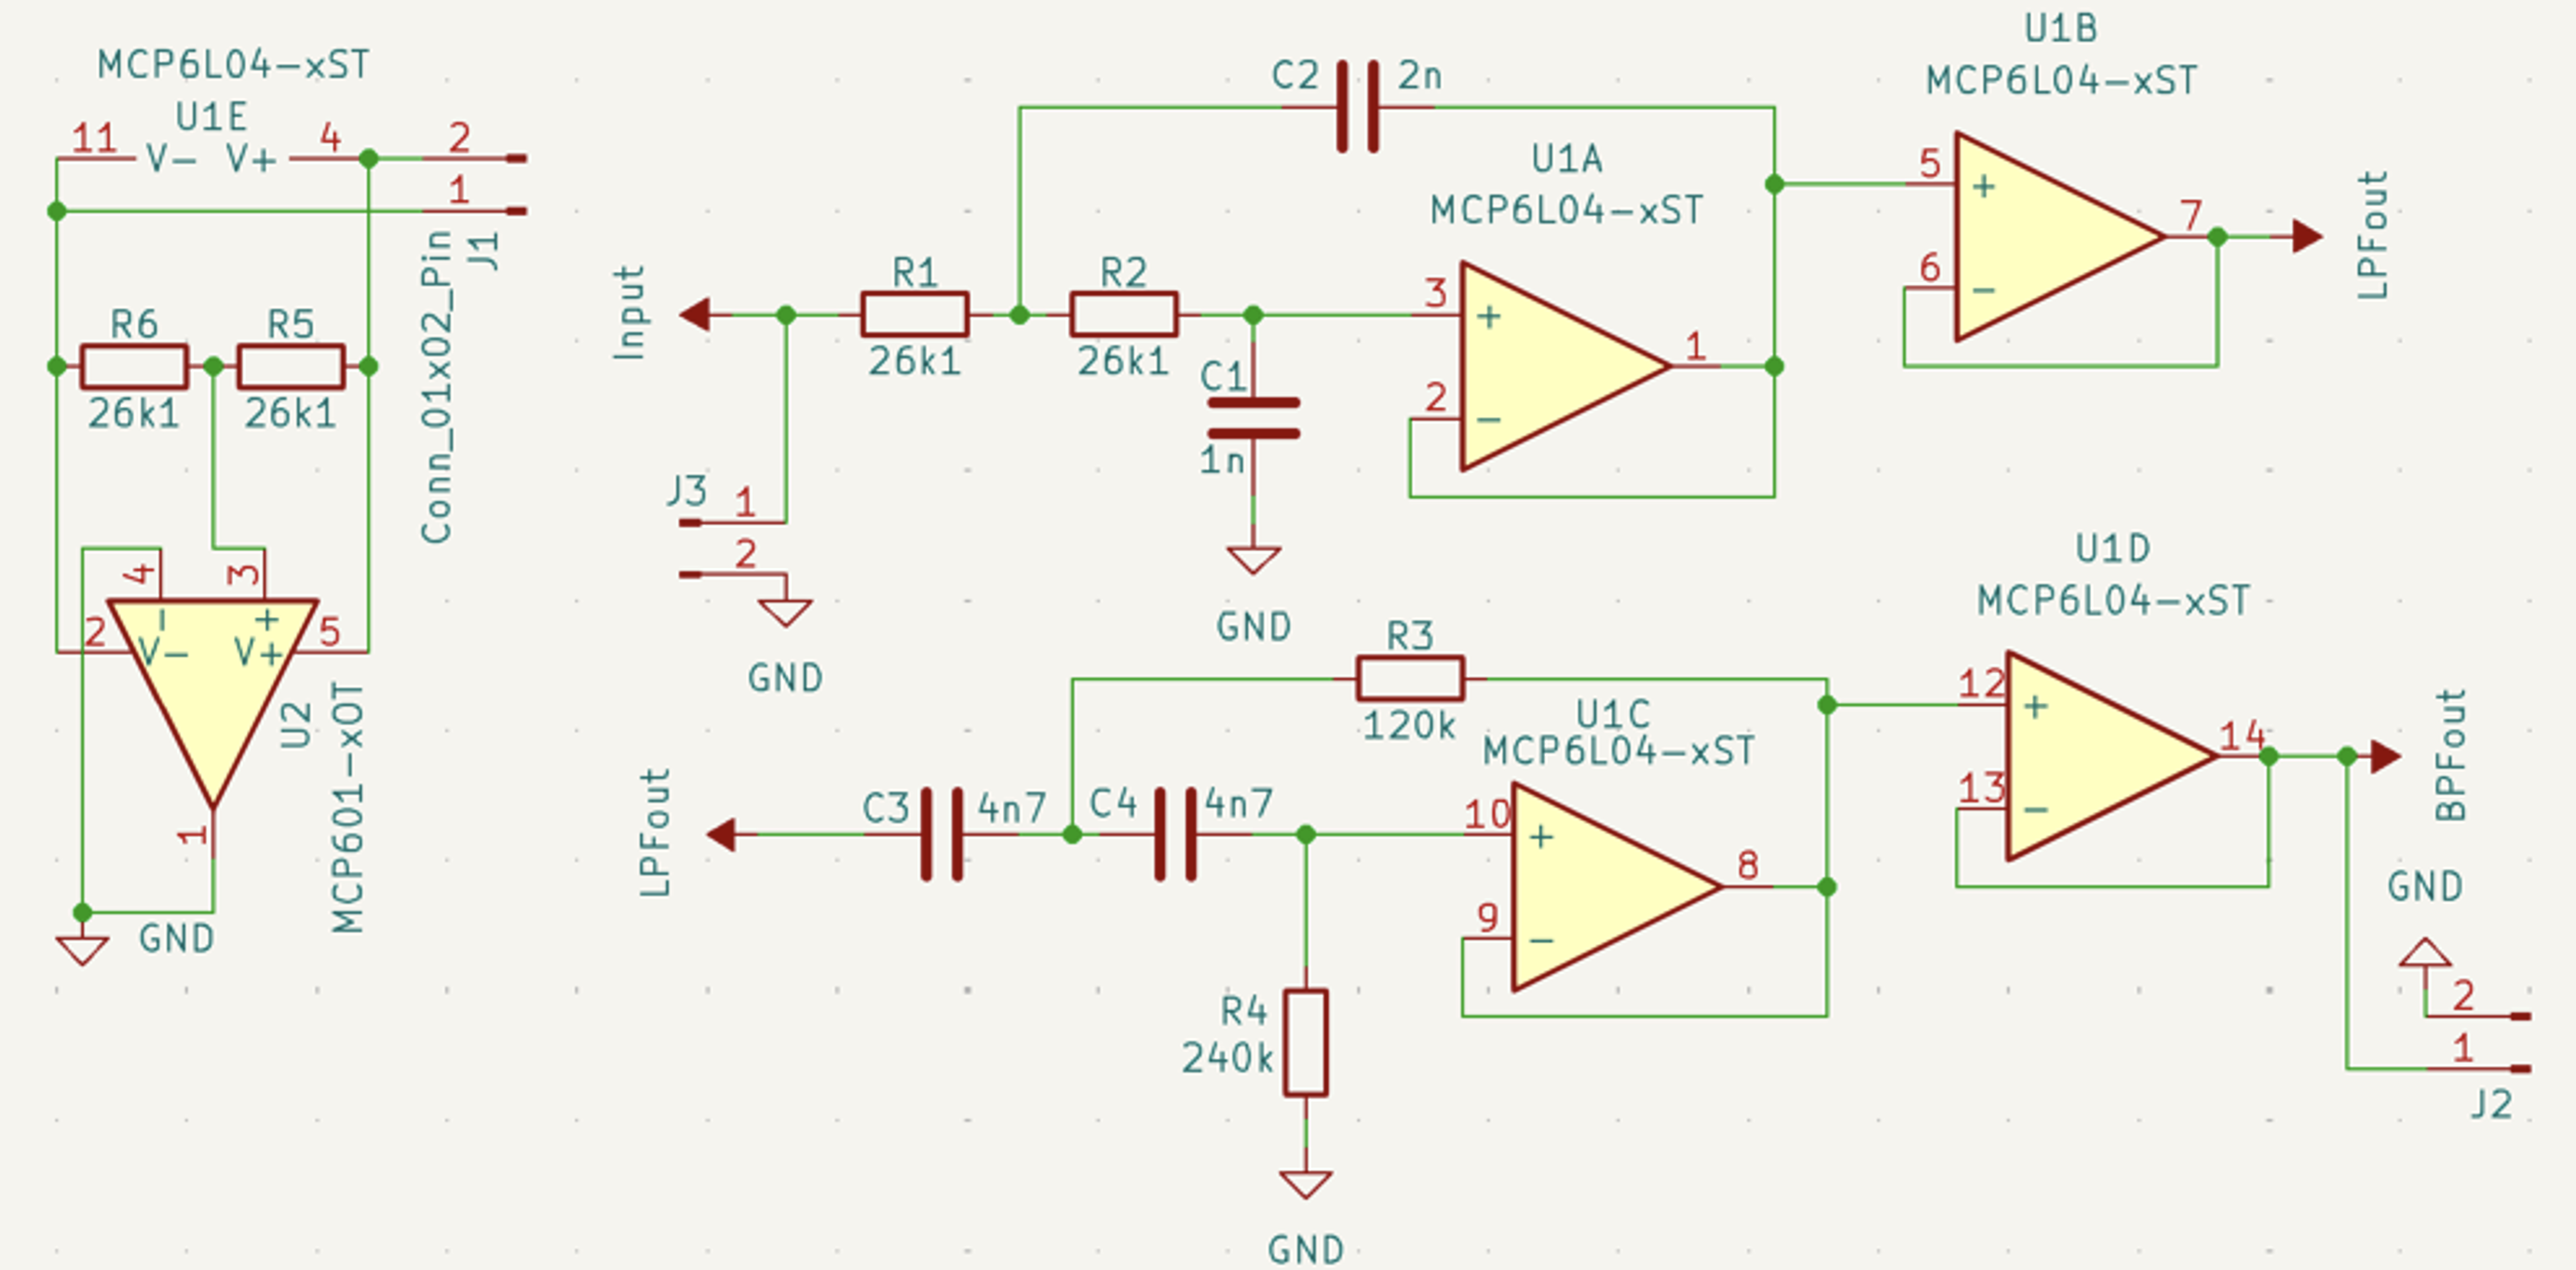 MCP6L04-xST
U1E
11
V- V+
4
2
1
J1
Conn_01x02_Pin
R6
26k1
R5
26k1
4
3
- +
2
V- V+
5
U2
MCP601-xOT
1
GND
C2
2n
U1A
MCP6L04-xST
Input
R1
26k1
R2
26k1
C1
1n
3
+
2
-
1
J3
1
2
GND
GND
U1B
MCP6L04-xST
5
+
6
-
7
LPFout
R3
120k
U1C
MCP6L04-xST
LPFout
C3
4n7
C4
4n7
10
+
9
-
8
R4
240k
GND
U1D
MCP6L04-xST
12
+
13
-
14
BPFout
GND
2
1
J2